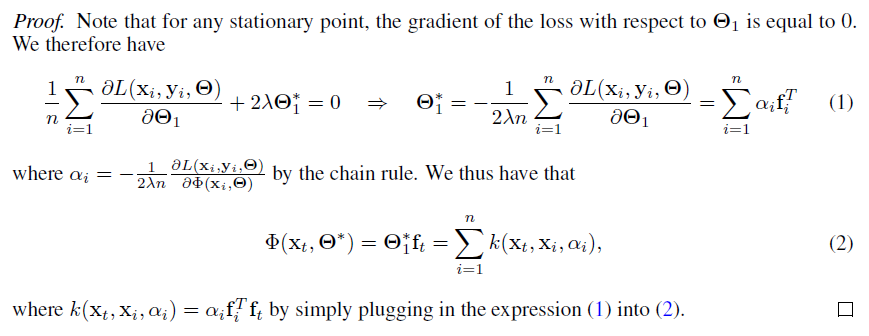 Proof. Note that for any stationary point, the gradient of the loss with respect to Θ₁ is equal to 0.
We therefore have
$\frac{1}{n}\sum_{i=1}^{n}\frac{\partial L(\mathbf{x}_i,\mathbf{y}_i,\Theta)}{\partial \Theta_1} + 2\lambda\Theta_1^* = 0 \;\Rightarrow\; \Theta_1^* = -\frac{1}{2\lambda n}\sum_{i=1}^{n}\frac{\partial L(\mathbf{x}_i,\mathbf{y}_i,\Theta)}{\partial \Theta_1} = \sum_{i=1}^{n}\alpha_i\mathbf{f}_i^T$ (1)
where $\alpha_i = -\frac{1}{2\lambda n}\frac{\partial L(\mathbf{x}_i,\mathbf{y}_i,\Theta)}{\partial \Phi(\mathbf{x}_i,\Theta)}$ by the chain rule. We thus have that
$\Phi(\mathbf{x}_t,\Theta^*) = \Theta_1^*\mathbf{f}_t = \sum_{i=1}^{n}k(\mathbf{x}_t,\mathbf{x}_i,\alpha_i),$ (2)
where $k(\mathbf{x}_t,\mathbf{x}_i,\alpha_i) = \alpha_i\mathbf{f}_i^T\mathbf{f}_t$ by simply plugging in the expression (1) into (2). □